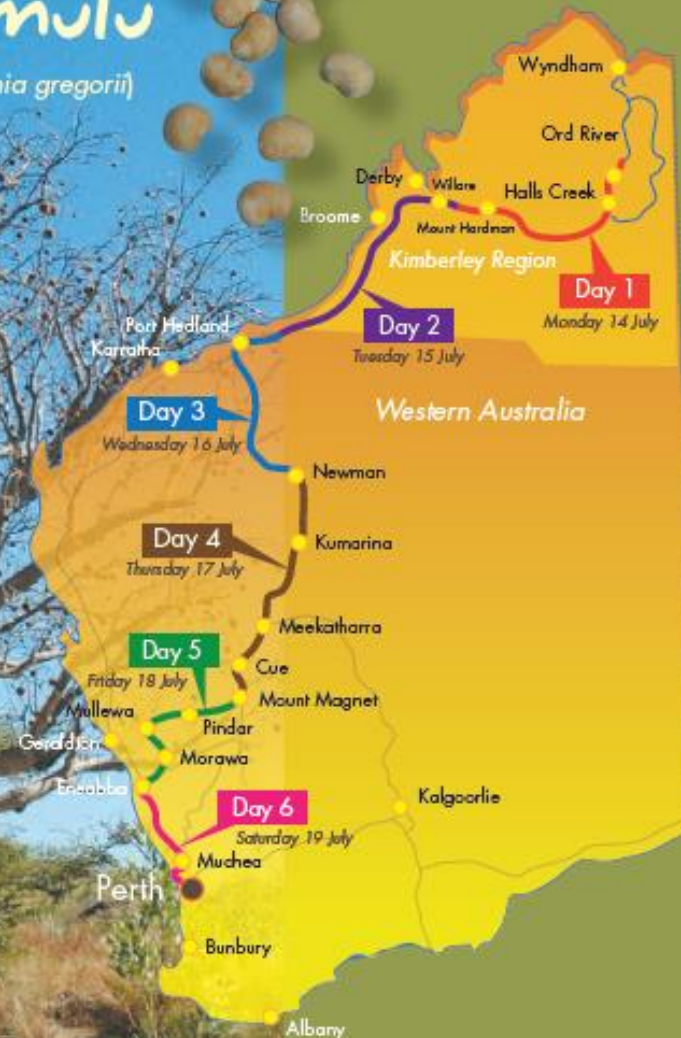 mulu
nia gregorii)
Wyndham
Ord River
Derby
Willare
Halls Creek
Broome
Mount Hardman
Kimberley Region
Day 1
Monday 14 July
Port Hedland
Day 2
Karratha
Tuesday 15 July
Day 3
Western Australia
Wednesday 16 July
Newman
Day 4
Kumarina
Thursday 17 July
Meekatharra
Day 5
Cue
Friday 18 July
Mount Magnet
Mullewa
Pindar
Geraldton
Morawa
Eneabba
Kalgoorlie
Day 6
Saturday 19 July
Muchea
Perth
Bunbury
Albany